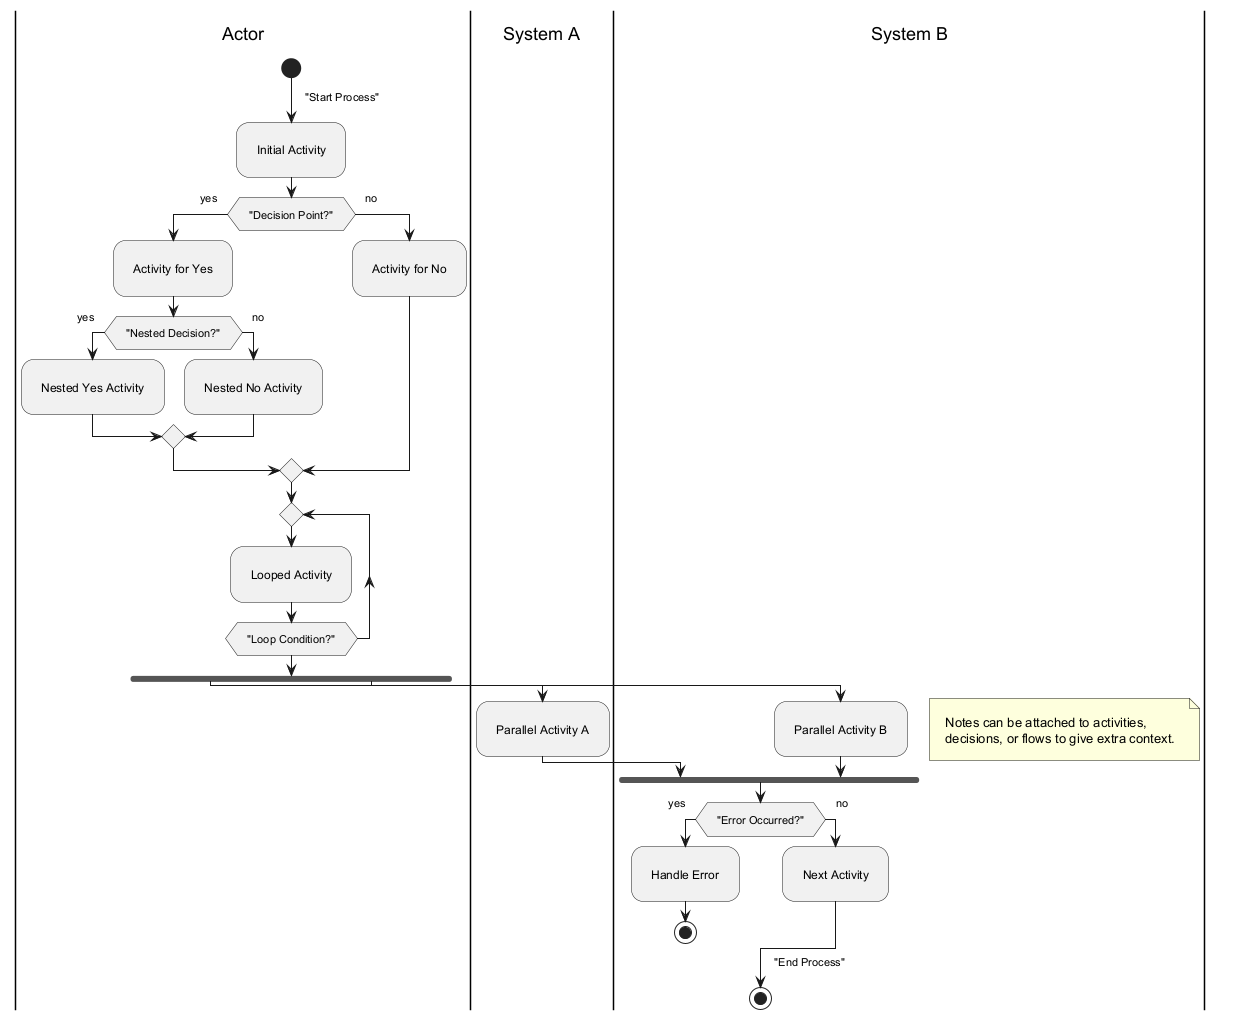 Actor
System A
System B
"Start Process"
Initial Activity
yes
"Decision Point?"
no
Activity for Yes
Activity for No
yes
"Nested Decision?"
no
Nested Yes Activity
Nested No Activity
Looped Activity
"Loop Condition?"
Parallel Activity A
Parallel Activity B
Notes can be attached to activities,
decisions, or flows to give extra context.
yes
"Error Occurred?"
no
Handle Error
Next Activity
"End Process"